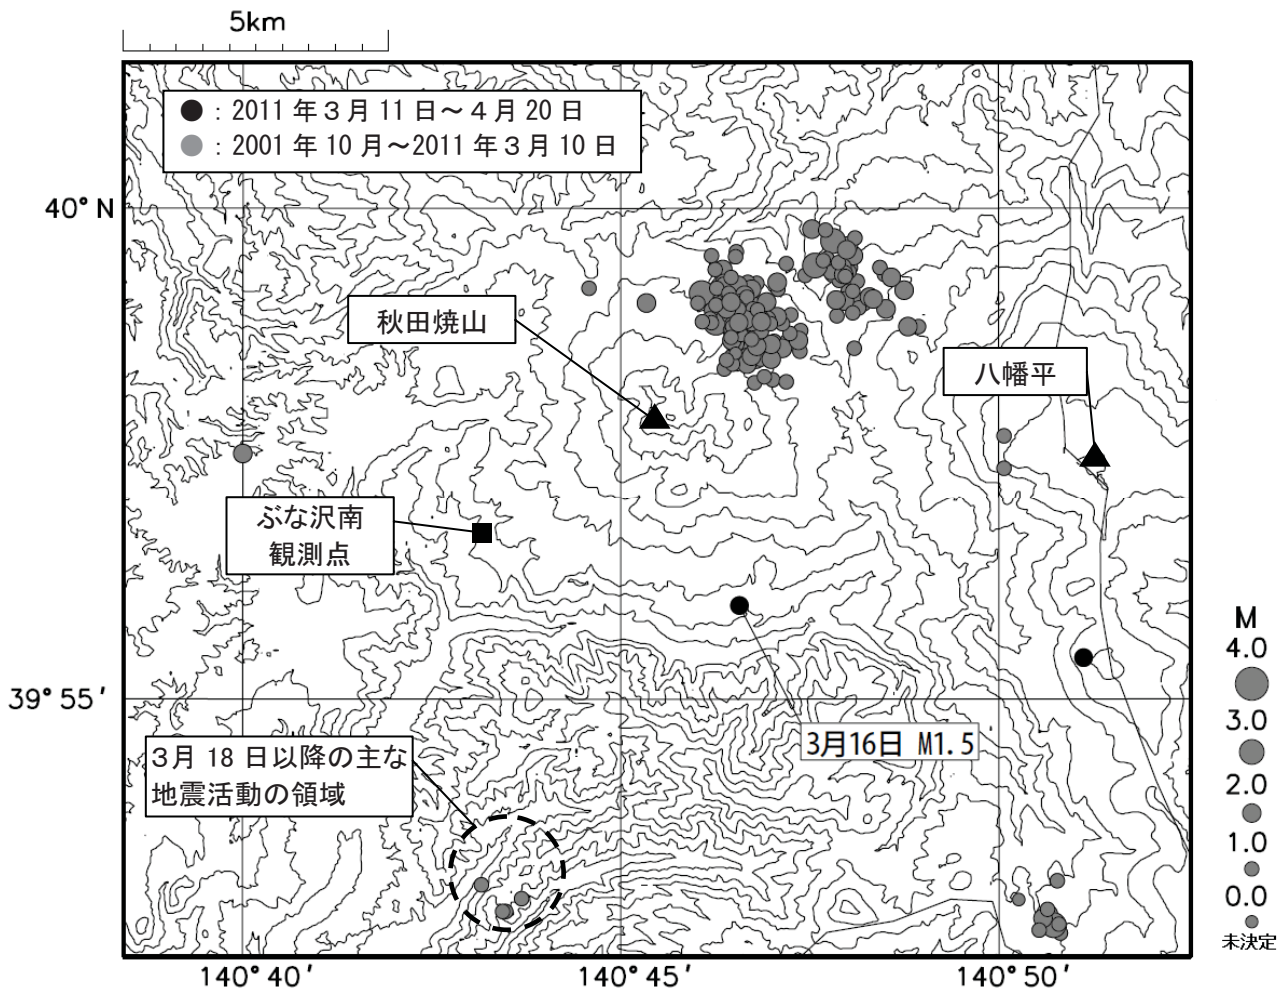 5km
●：2011 年３月 11 日～４月 20 日
●：2001 年 10 月～2011 年３月 10 日
40° N
秋田焼山
八幡平
ぶな沢南
観測点
39° 55′
3月16日 M1.5
３月 18 日以降の主な
地震活動の領域
M
4.0
3.0
2.0
1.0
0.0
未決定
140° 40′
140° 45′
140° 50′